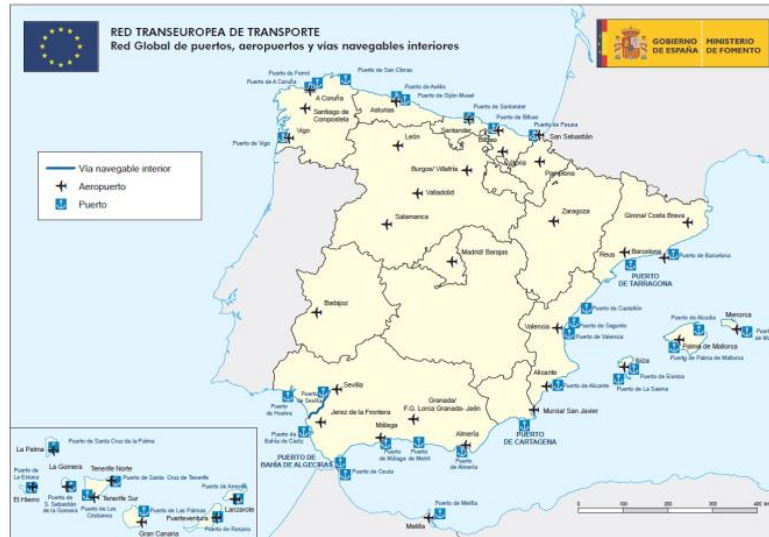 RED TRANSEUROPEA DE TRANSPORTE
Red Global de puertos, aeropuertos y vías navegables interiores
GOBIERNO
DE ESPAÑA
MINISTERIO
DE FOMENTO
Vía navegable interior
Aeropuerto
Puerto
Puerto de Ferrol
Puerto de San Cibras
Puerto de A Coruña
A Coruña
Santiago de
Compostela
Puerto de Vigo
Vigo
Asturias
Puerto de Avilés
Puerto de Gijón-Musel
Puerto de Santander
Santander
Puerto de Bilbao
Bilbao
Puerto de Pasaia
San Sebastián
Vitoria
Pamplona
León
Burgos/ Villafría
Valladolid
Salamanca
Zaragoza
Girona/ Costa Brava
Reus
Barcelona
Puerto de Barcelona
PUERTO
DE TARRAGONA
Madrid/ Barajas
Badajoz
Puerto de Castellón
Puerto de Sagunto
Valencia
Puerto de Valencia
Puerto de Alcudia
Menorca
Palma de Mallorca
Puerto de Palma de Mallorca
Ibiza
Puerto de Eivissa
Puerto de La Savina
Alicante
Puerto de Alicante
Murcia/ San Javier
PUERTO
DE CARTAGENA
Sevilla
Puerto
de Sevilla
Puerto
de Huelva
Jerez de la Frontera
Puerto de
Bahía de Cádiz
Granada/
F.G. Lorca Granada- Jaén
Málaga
Puerto
de Málaga
Puerto
de Motril
Almería
Puerto de
Almería
PUERTO DE
BAHÍA DE ALGECIRAS
Puerto de Ceuta
Puerto de Melilla
Melilla
La Palma
Puerto de Santa Cruz de la Palma
Puerto de
La Estaca
El Hierro
La Gomera
Puerto de
S. Sebastián
de la Gomera
Tenerife Norte
Puerto de Santa Cruz de Tenerife
Tenerife Sur
Puerto de Los
Cristianos
Puerto de Las Palmas
Gran Canaria
Puerto de Arrecife
Lanzarote
Fuerteventura
Puerto de Rosario
0 100 200 300 400